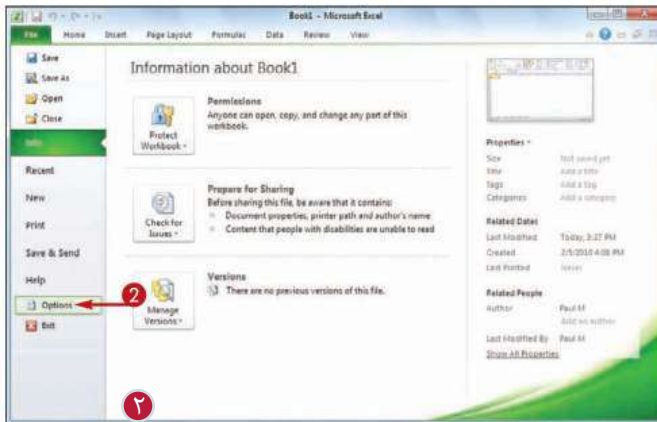 Book1 - Microsoft Excel
File Home Insert Page Layout Formulas Data Review View
Save
Save As
Open
Close
Info
Recent
New
Print
Save & Send
Help
Options
Exit
2
Information about Book1
Protect Workbook
Permissions
Anyone can open, copy, and change any part of this
workbook.
Check for Issues
Prepare for Sharing
Before sharing this file, be aware that it contains:
Document properties, printer path and author's name
Content that people with disabilities are unable to read
Manage Versions
Versions
There are no previous versions of this file.
Properties
Size Not saved yet
Title Add a title
Tags Add a tag
Categories Add a category
Related Dates
Last Modified Today, 3:27 PM
Created 2/5/2010 4:08 PM
Last Printed Never
Related People
Author Paul M
Add an author
Last Modified By Paul M
Show All Properties
٢